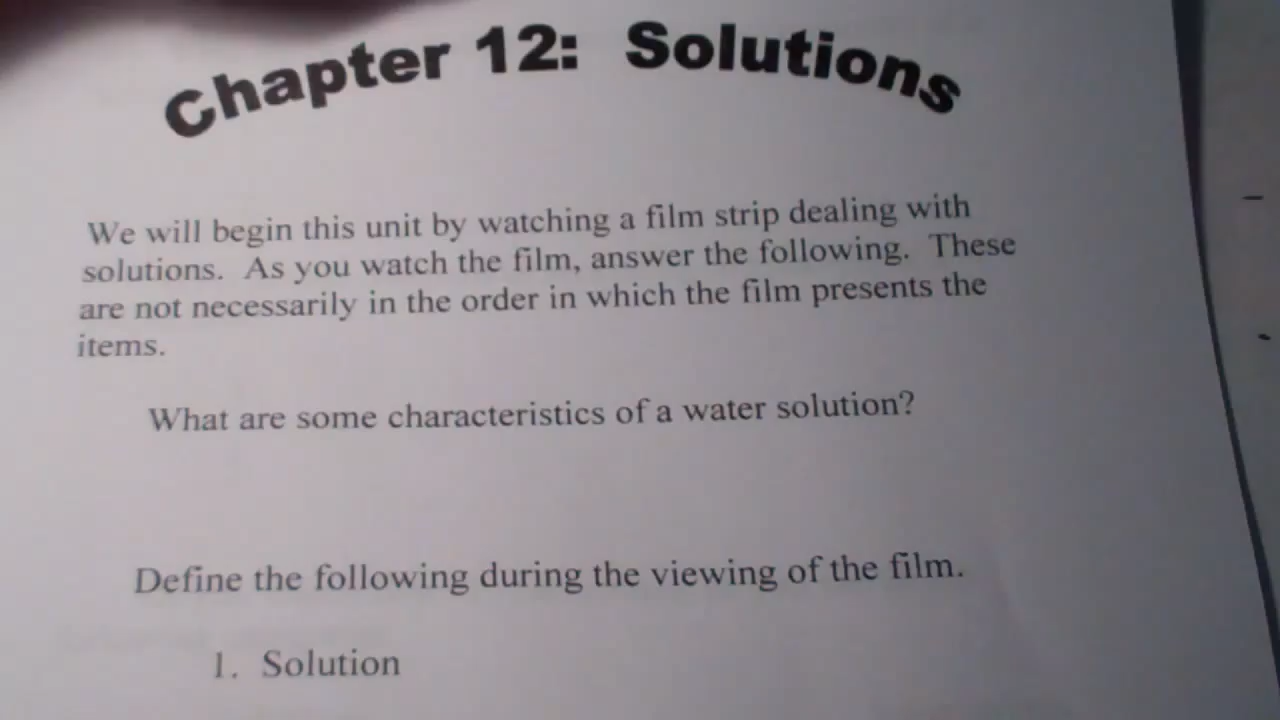 Chapter 12: Solutions
We will begin this unit by watching a film strip dealing with
solutions. As you watch the film, answer the following. These
are not necessarily in the order in which the film presents the
items.
What are some characteristics of a water solution?
Define the following during the viewing of the film.
1. Solution